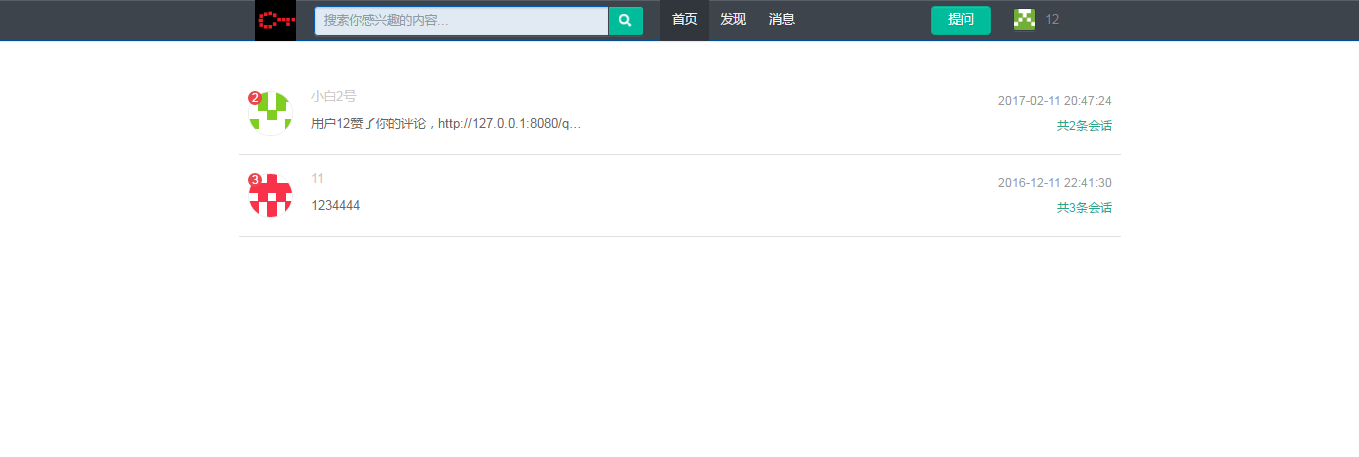 搜索你感兴趣的内容... 首页 发现 消息 提问 12
2 小白2号 2017-02-11 20:47:24
用户12赞了你的评论，http://127.0.0.1:8080/q... 共2条会话
3 11 2016-12-11 22:41:30
1234444 共3条会话